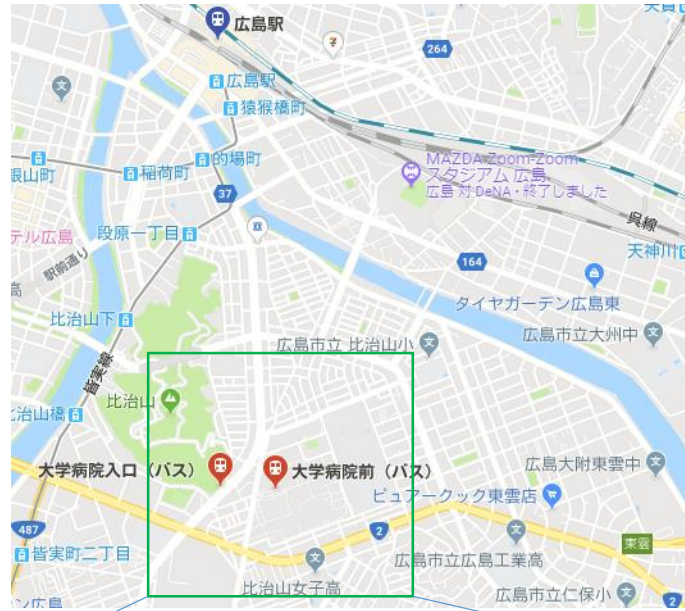 広島駅
264
広島駅
猿猴橋町
MAZDA Zoom-Zoom
スタジアム 広島
広島 対 DeNA・終了しました
的場町
稲荷町
銀山町
37
呉線
段原一丁目
テル広島
天神川
164
駅前通り
タイヤガーデン広島東
比治山下
広島市立 比治山小
広島市立大州中
皆実線
比治山
比治山橋
大学病院入口（バス）
大学病院前（バス）
広島大附東雲中
ピュアークック東雲店
487
2
東雲
皆実町二丁目
広島市立広島工業高
比治山女子高
広島市立仁保小
2
ン広島